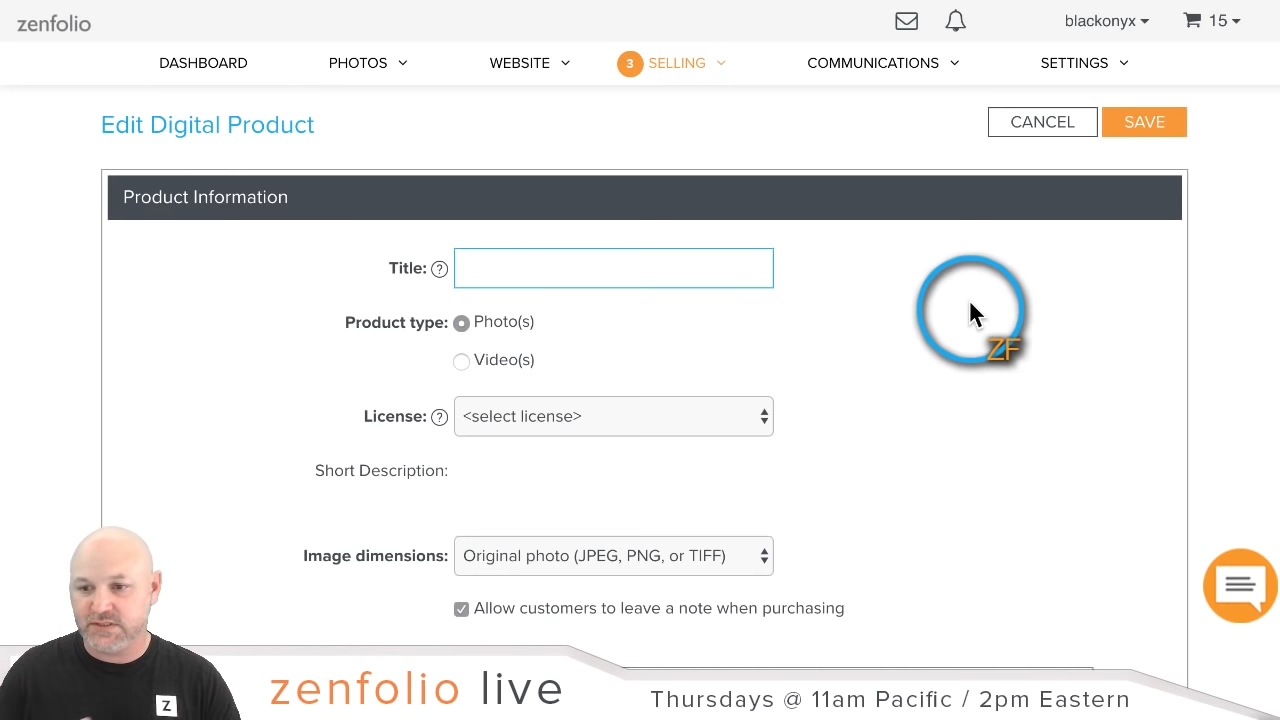 zenfolio
blackonyx
15
DASHBOARD
PHOTOS
WEBSITE
3 SELLING
COMMUNICATIONS
SETTINGS
Edit Digital Product
CANCEL
SAVE
Product Information
Title: ?
Product type: Photo(s)
Video(s)
License: ? <select license>
Short Description:
Image dimensions: Original photo (JPEG, PNG, or TIFF)
Allow customers to leave a note when purchasing
ZF
Z
zenfolio live
Thursdays @ 11am Pacific / 2pm Eastern